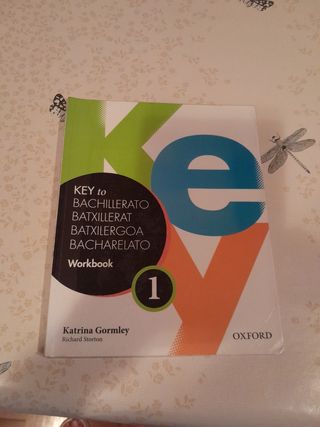 Key
KEY to
BACHILLERATO
BATXILLERAT
BATXILERGOA
BACHARELATO
Workbook
1
Katrina Gormley
Richard Storton
OXFORD